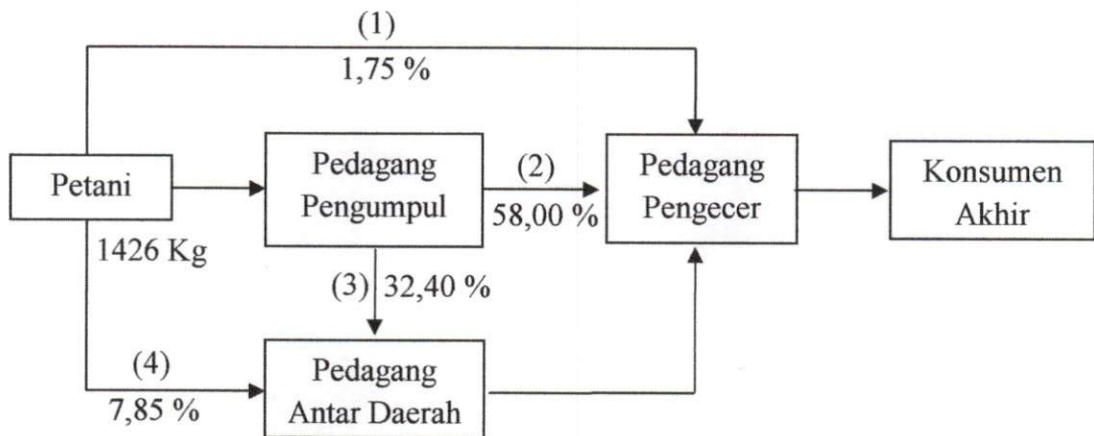 (1)
1,75 %
Petani
1426 Kg
Pedagang
Pengumpul
(2)
58,00 %
Pedagang
Pengecer
Konsumen
Akhir
(3)
32,40 %
(4)
7,85 %
Pedagang
Antar Daerah